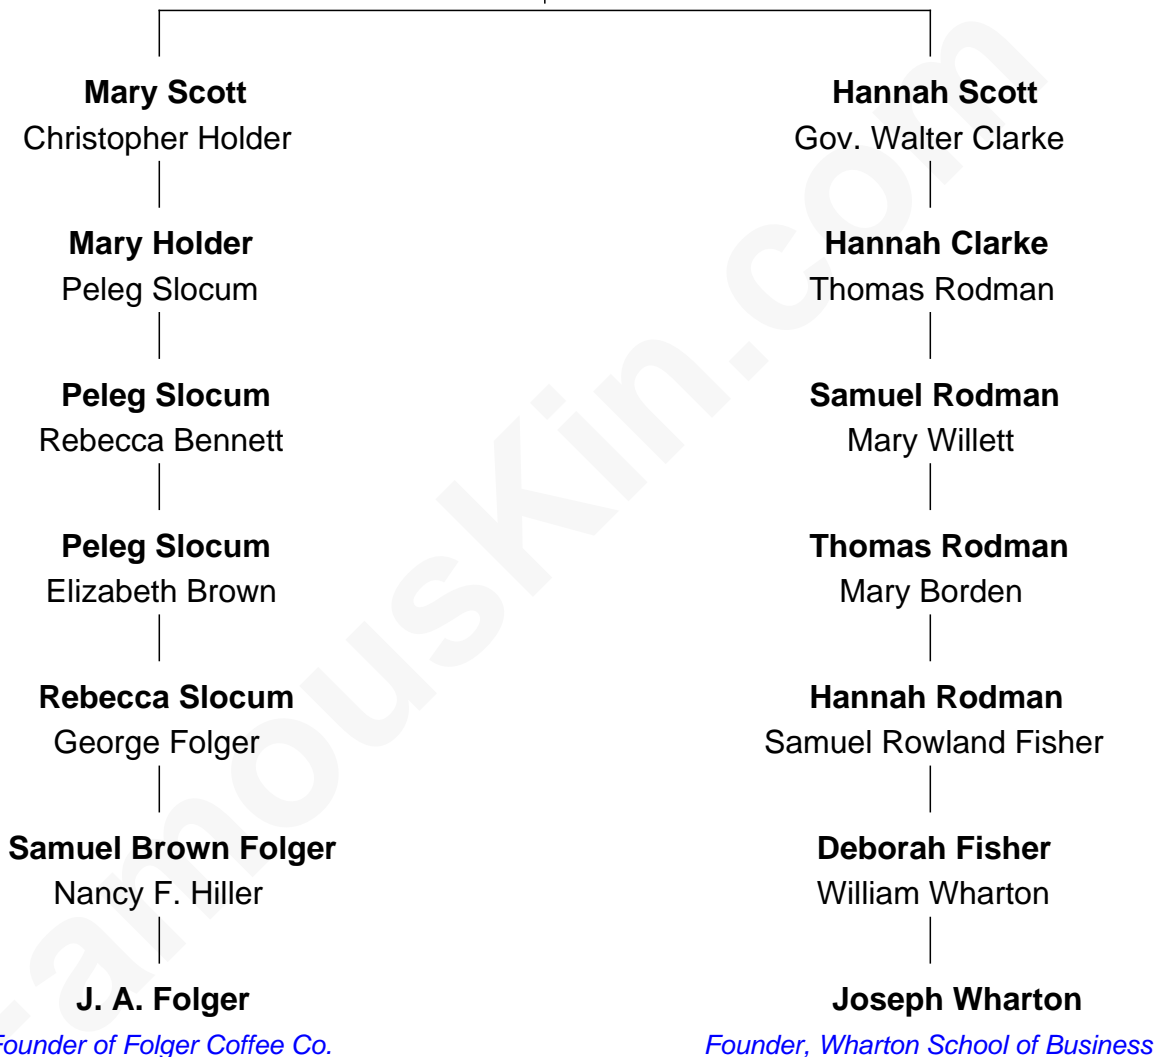 Mary Scott
Christopher Holder
Hannah Scott
Gov. Walter Clarke
Mary Holder
Peleg Slocum
Hannah Clarke
Thomas Rodman
Peleg Slocum
Rebecca Bennett
Samuel Rodman
Mary Willett
Peleg Slocum
Elizabeth Brown
Thomas Rodman
Mary Borden
Rebecca Slocum
George Folger
Hannah Rodman
Samuel Rowland Fisher
Samuel Brown Folger
Nancy F. Hiller
Deborah Fisher
William Wharton
J. A. Folger
Founder of Folger Coffee Co.
Joseph Wharton
Founder, Wharton School of Business
amouskin.com